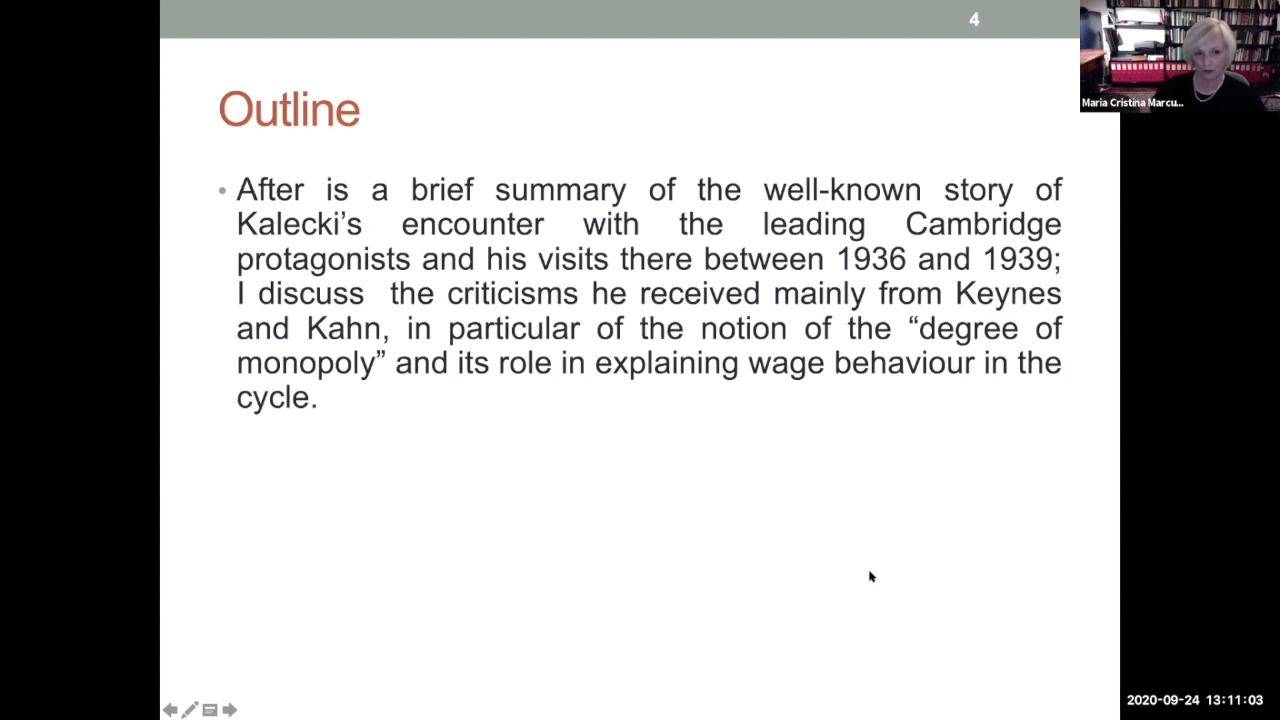 4
Maria Cristina Marcu...
Outline
• After is a brief summary of the well-known story of
Kalecki’s encounter with the leading Cambridge
protagonists and his visits there between 1936 and 1939;
I discuss the criticisms he received mainly from Keynes
and Kahn, in particular of the notion of the “degree of
monopoly” and its role in explaining wage behaviour in the
cycle.
2020-09-24 13:11:03